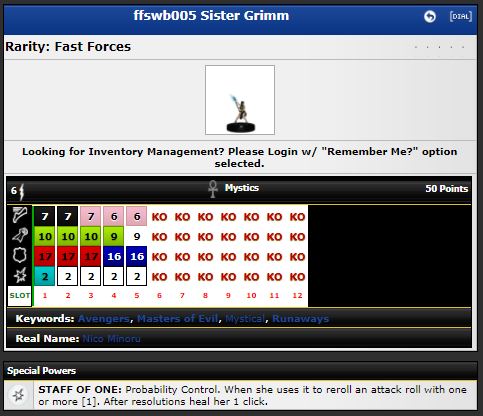 ffswb005 Sister Grimm [DIAL]
Rarity: Fast Forces . . . . .
Looking for Inventory Management? Please Login w/ "Remember Me?" option
selected.
6 Mystics 50 Points
7 7 7 6 6 KO KO KO KO KO KO KO
10 10 10 9 9 KO KO KO KO KO KO KO
17 17 17 16 16 KO KO KO KO KO KO KO
2 2 2 2 2 KO KO KO KO KO KO KO
SLOT 1 2 3 4 5 6 7 8 9 10 11 12
Keywords: Avengers, Masters of Evil, Mystical, Runaways
Real Name: Nico Minoru
Special Powers
STAFF OF ONE: Probability Control. When she uses it to reroll an attack roll with one
or more [1]. After resolutions heal her 1 click.